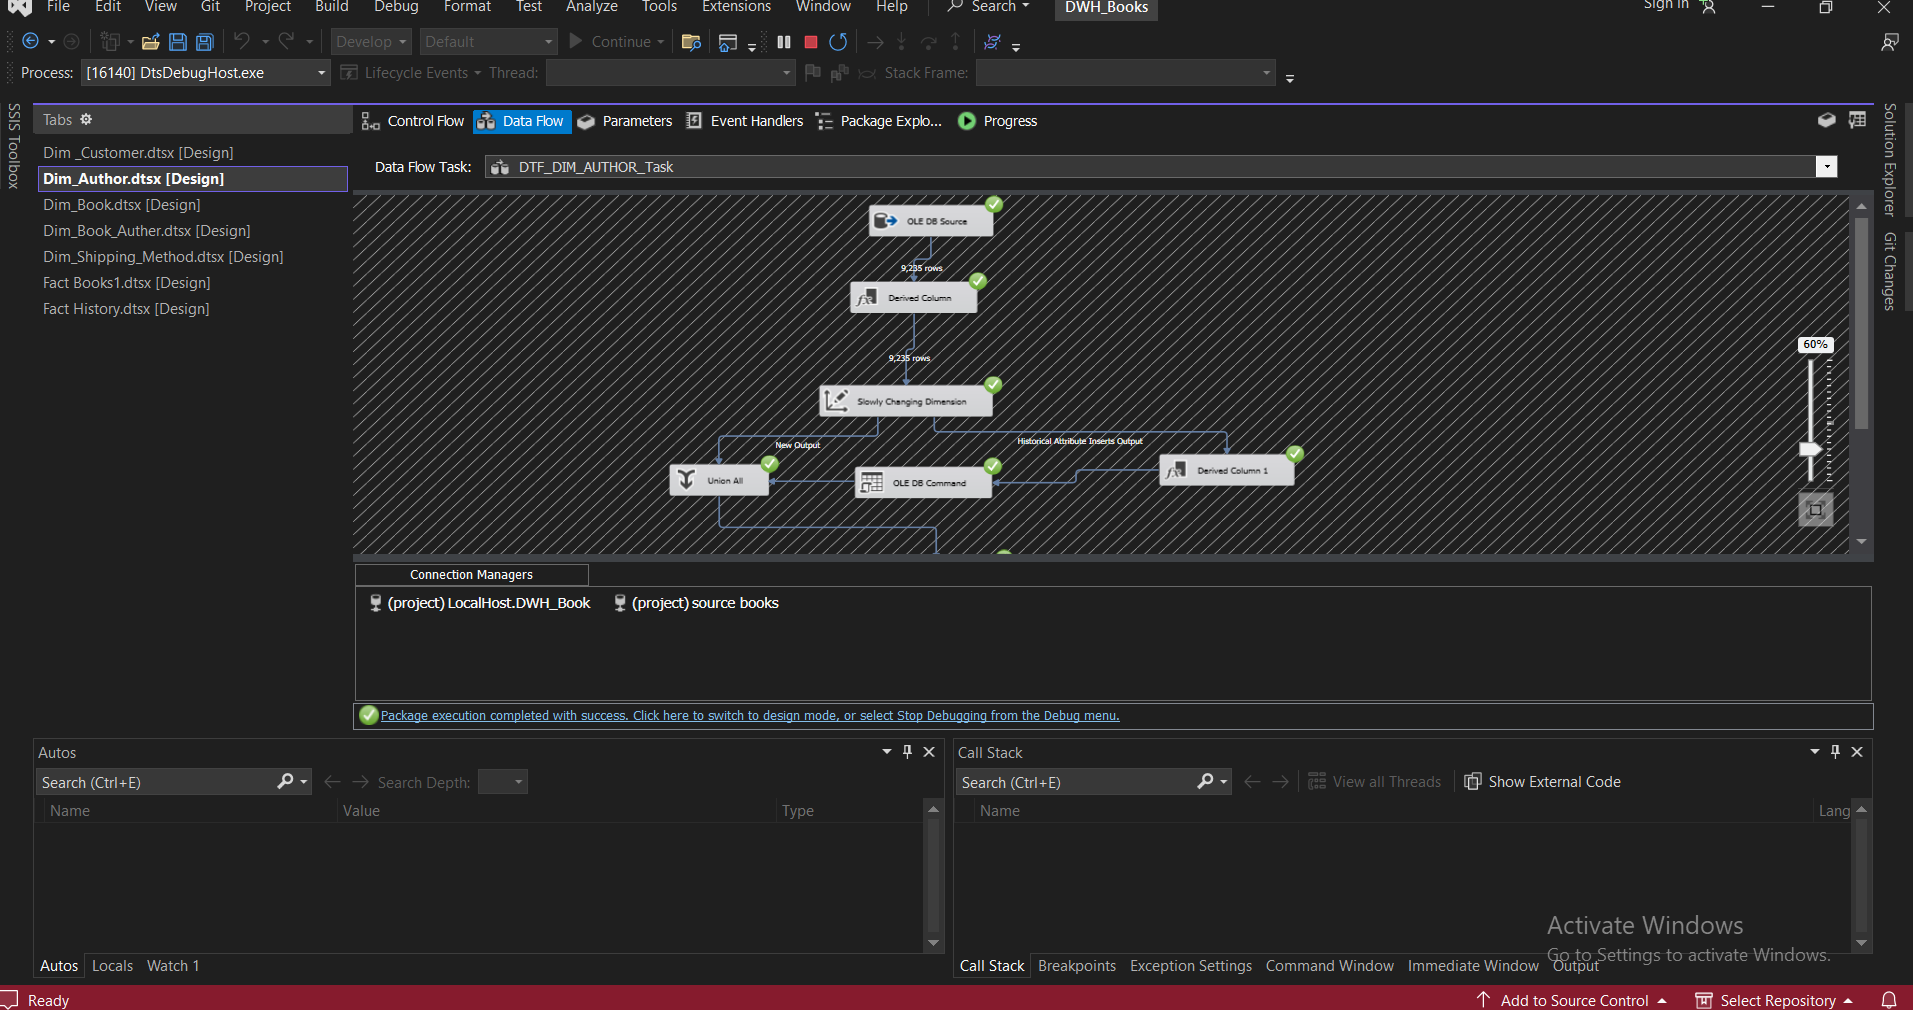 File Edit View Git Project Build Debug Format Test Analyze Tools Extensions Window Help Search DWH_Books Sign in
Develop Default Continue
Process: [16140] DtsDebugHost.exe Lifecycle Events Thread: Stack Frame:
SSIS Toolbox
Tabs
Dim _Customer.dtsx [Design]
Dim_Author.dtsx [Design]
Dim_Book.dtsx [Design]
Dim_Book_Auther.dtsx [Design]
Dim_Shipping_Method.dtsx [Design]
Fact Books1.dtsx [Design]
Fact History.dtsx [Design]
Control Flow Data Flow Parameters Event Handlers Package Explo... Progress
Data Flow Task: DTF_DIM_AUTHOR_Task
OLE DB Source
9,235 rows
Derived Column
9,235 rows
Slowly Changing Dimension
New Output
Historical Attribute Inserts Output
Union All
OLE DB Command
Derived Column 1
60%
Solution Explorer
Git Changes
Connection Managers
(project) LocalHost.DWH_Book (project) source books
Package execution completed with success. Click here to switch to design mode, or select Stop Debugging from the Debug menu.
Autos
Search (Ctrl+E) Search Depth:
Name Value Type
Autos Locals Watch 1
Call Stack
Search (Ctrl+E) View all Threads Show External Code
Name Lang
Activate Windows
Go to Settings to activate Windows.
Call Stack Breakpoints Exception Settings Command Window Immediate Window Output
Ready Add to Source Control Select Repository